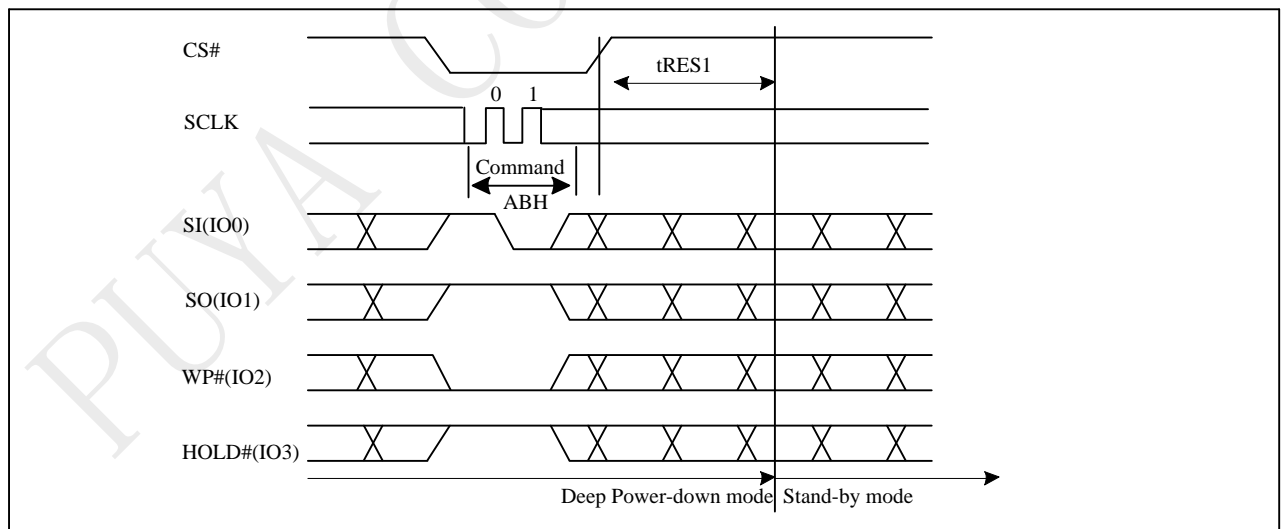 CS#
tRES1
0 1
SCLK
Command
ABH
SI(IO0)
SO(IO1)
WP#(IO2)
HOLD#(IO3)
Deep Power-down mode Stand-by mode
PUYA CO